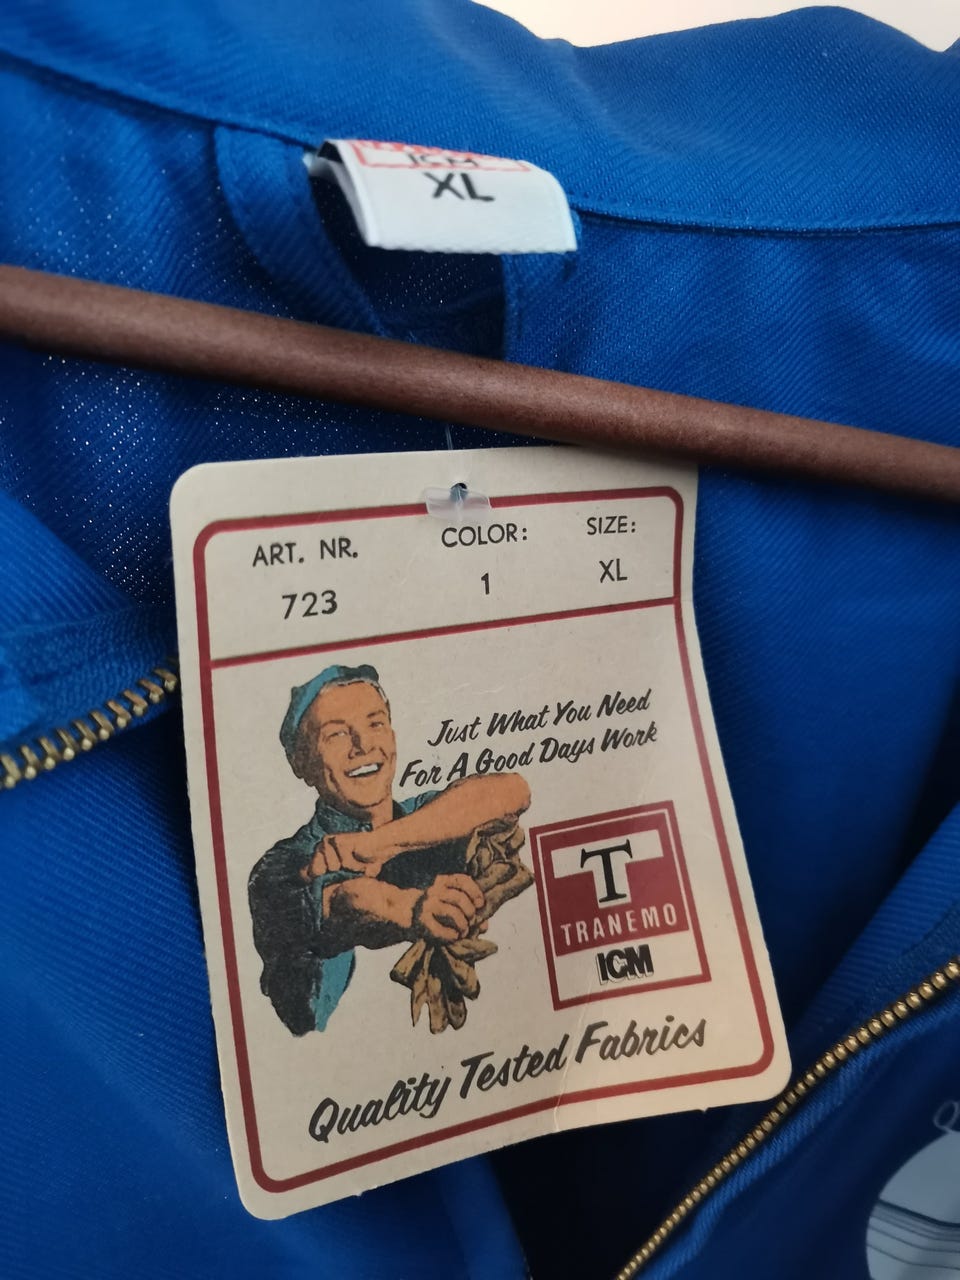 ICM
XL
ART. NR.
COLOR:
SIZE:
723
1
XL
Just What You Need
For A Good Days Work
T
TRANEMO
ICM
Quality Tested Fabrics